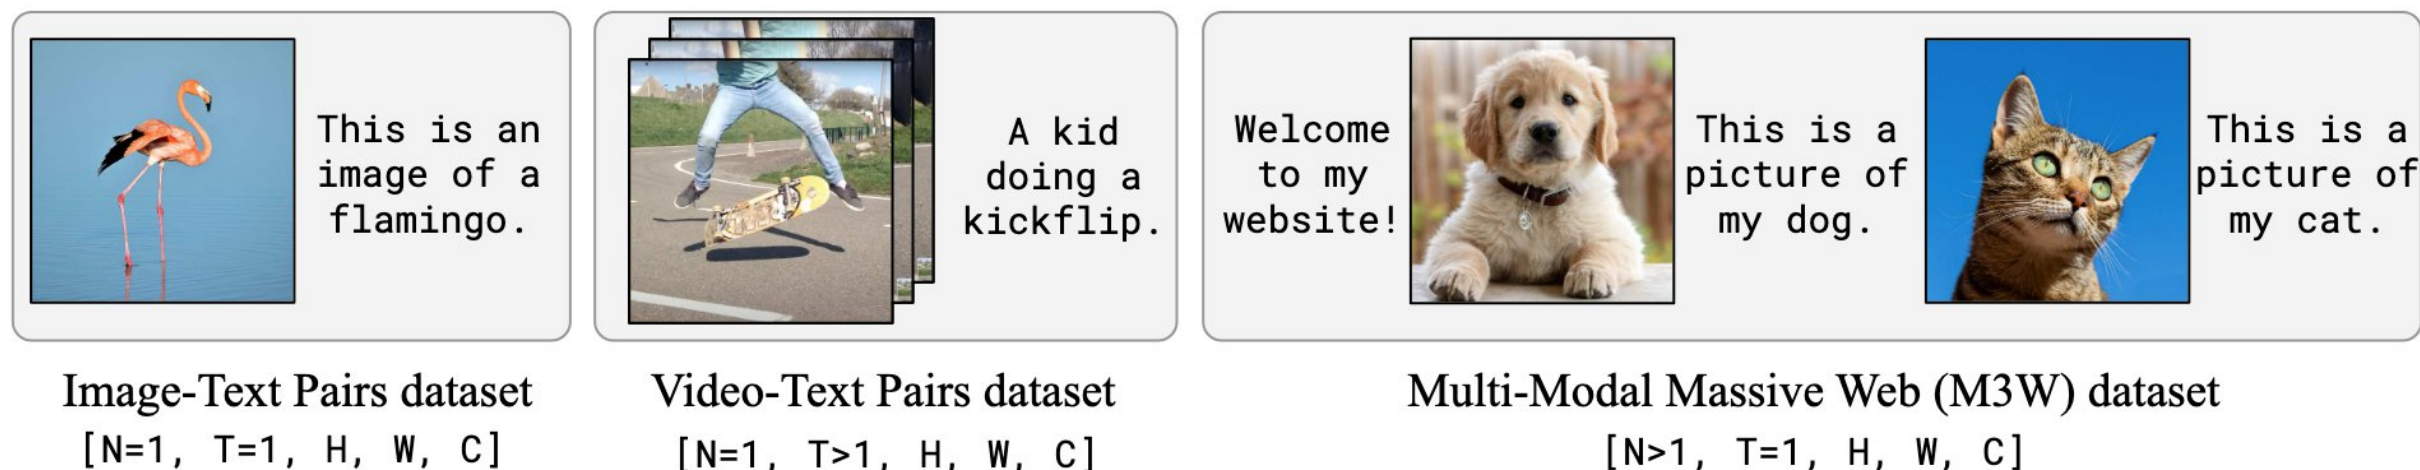 This is an
image of a
flamingo.
A kid
doing a
kickflip.
Welcome
to my
website!
This is a
picture of
my dog.
This is a
picture of
my cat.
Image-Text Pairs dataset
[N=1, T=1, H, W, C]
Video-Text Pairs dataset
[N=1, T>1, H, W, C]
Multi-Modal Massive Web (M3W) dataset
[N>1, T=1, H, W, C]